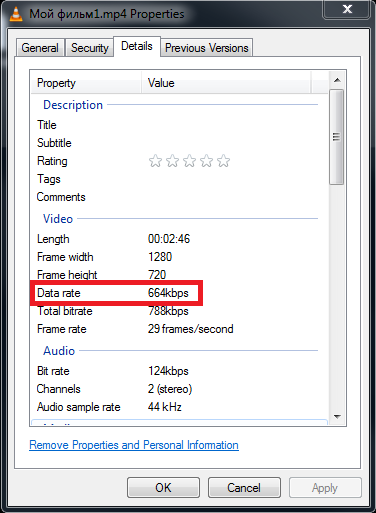 Мой фильм1.mp4 Properties
General Security Details Previous Versions
Property Value
Description
Title
Subtitle
Rating
Tags
Comments
Video
Length 00:02:46
Frame width 1280
Frame height 720
Data rate 664kbps
Total bitrate 788kbps
Frame rate 29 frames/second
Audio
Bit rate 124kbps
Channels 2 (stereo)
Audio sample rate 44 kHz
Remove Properties and Personal Information
OK Cancel Apply